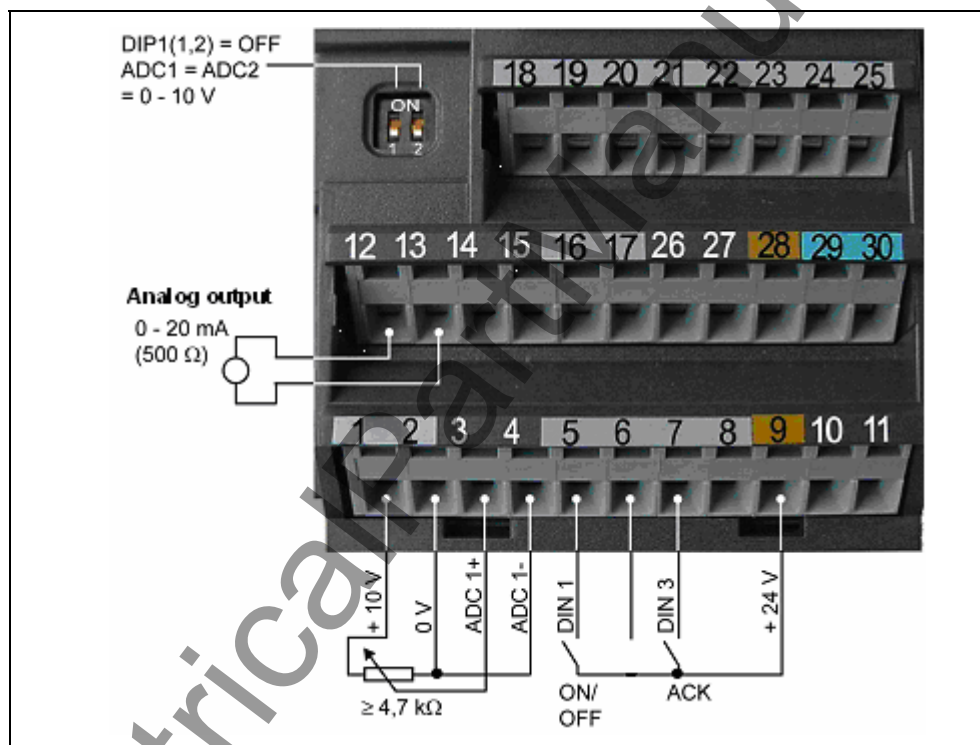 DIP1(1,2) = OFF
ADC1 = ADC2
= 0 - 10 V
ON
1 2
18 19 20 21 22 23 24 25
12 13 14 15 16 17 26 27 28 29 30
Analog output
0 - 20 mA
(500 Ω)
1 2 3 4 5 6 7 8 9 10 11
+ 10 V
0 V
ADC 1+
ADC 1-
DIN 1
DIN 3
+ 24 V
≥ 4,7 kΩ
ON/
OFF
ACK